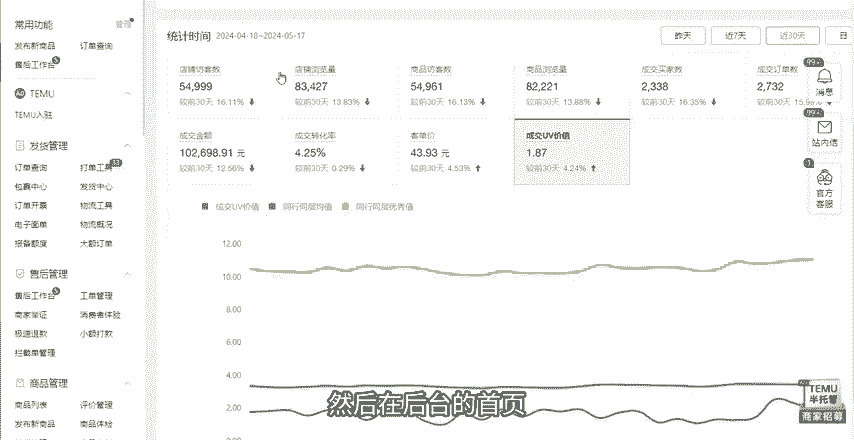 常用功能 管理
发布新商品 订单查询
售后工作台 5
TEMU
TEMU入驻
发货管理
订单查询 打单工具 33
包裹中心 发货中心
订单开票 物流工具
电子面单 物流概况
报备额度 大额订单
售后管理
售后工作台 5 工单管理
商家举证 消费者体验
极速退款 小额打款
拦截单管理
商品管理
商品列表 评价管理
发布新商品 商品体检
统计时间 2024-04-18~2024-05-17 昨天 近7天 近30天 日
店铺访客数 店铺浏览量 商品访客数 商品浏览量 成交买家数 成交订单数
54,999 83,427 54,961 82,221 2,338 2,732
较前30天 16.11% 较前30天 13.83% 较前30天 16.13% 较前30天 13.88% 较前30天 16.35% 较前30天
成交金额 成交转化率 客单价 成交UV价值
102,698.91 元 4.25% 43.93 元 1.87
较前30天 12.56% 较前30天 0.29% 较前30天 4.53% 较前30天 4.24%
成交UV价值 同行同层均值 同行同层优秀值
12.00
10.00
8.00
6.00
4.00
2.00
0.00
99+
消息
99+
站内信
1
官方
客服
TEMU
半托管
商家招募
然后在后台的首页